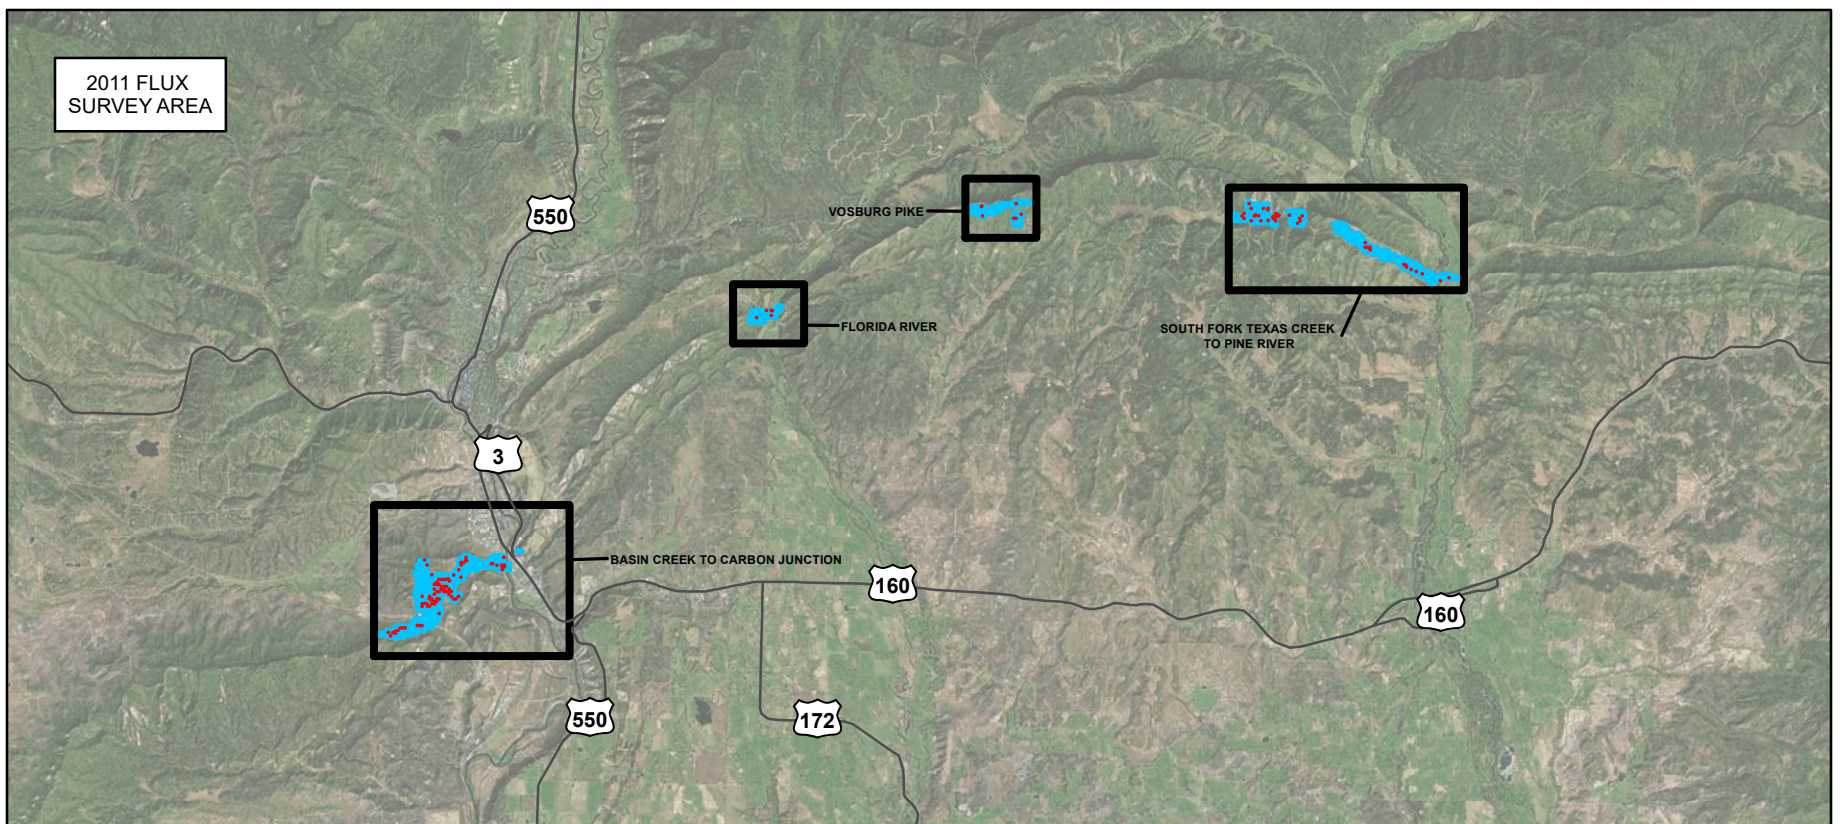 2011 FLUX
SURVEY AREA
550
VOSBURG PIKE
FLORIDA RIVER
SOUTH FORK TEXAS CREEK
TO PINE RIVER
3
BASIN CREEK TO CARBON JUNCTION
160
160
550
172